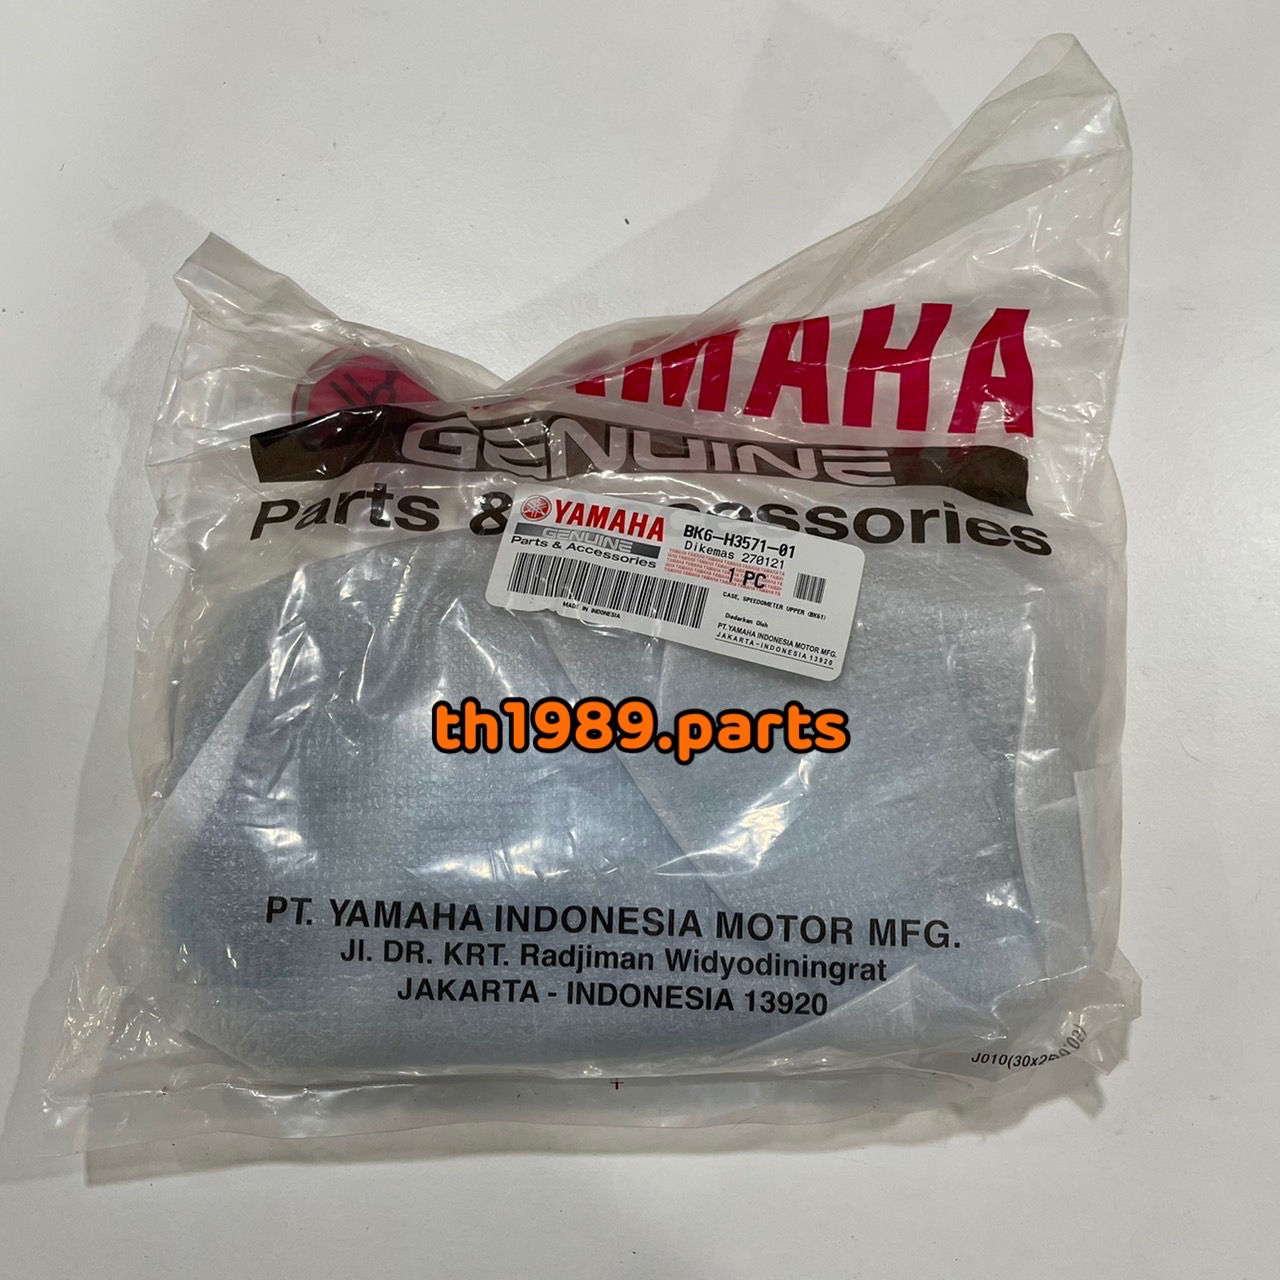 YAMAHA
GENUINE
Parts & Accessories
YAMAHA
GENUINE
Parts & Accessories
MADE IN INDONESIA
BK6-H3571-01
Dikemas 270121
1 PC
CASE, SPEEDOMETER UPPER (BK61)
Diedarkan Oleh
PT. YAMAHA INDONESIA MOTOR MFG.
JAKARTA-INDONESIA 13920
th1989.parts
PT. YAMAHA INDONESIA MOTOR MFG.
Jl. DR. KRT. Radjiman Widyodiningrat
JAKARTA - INDONESIA 13920